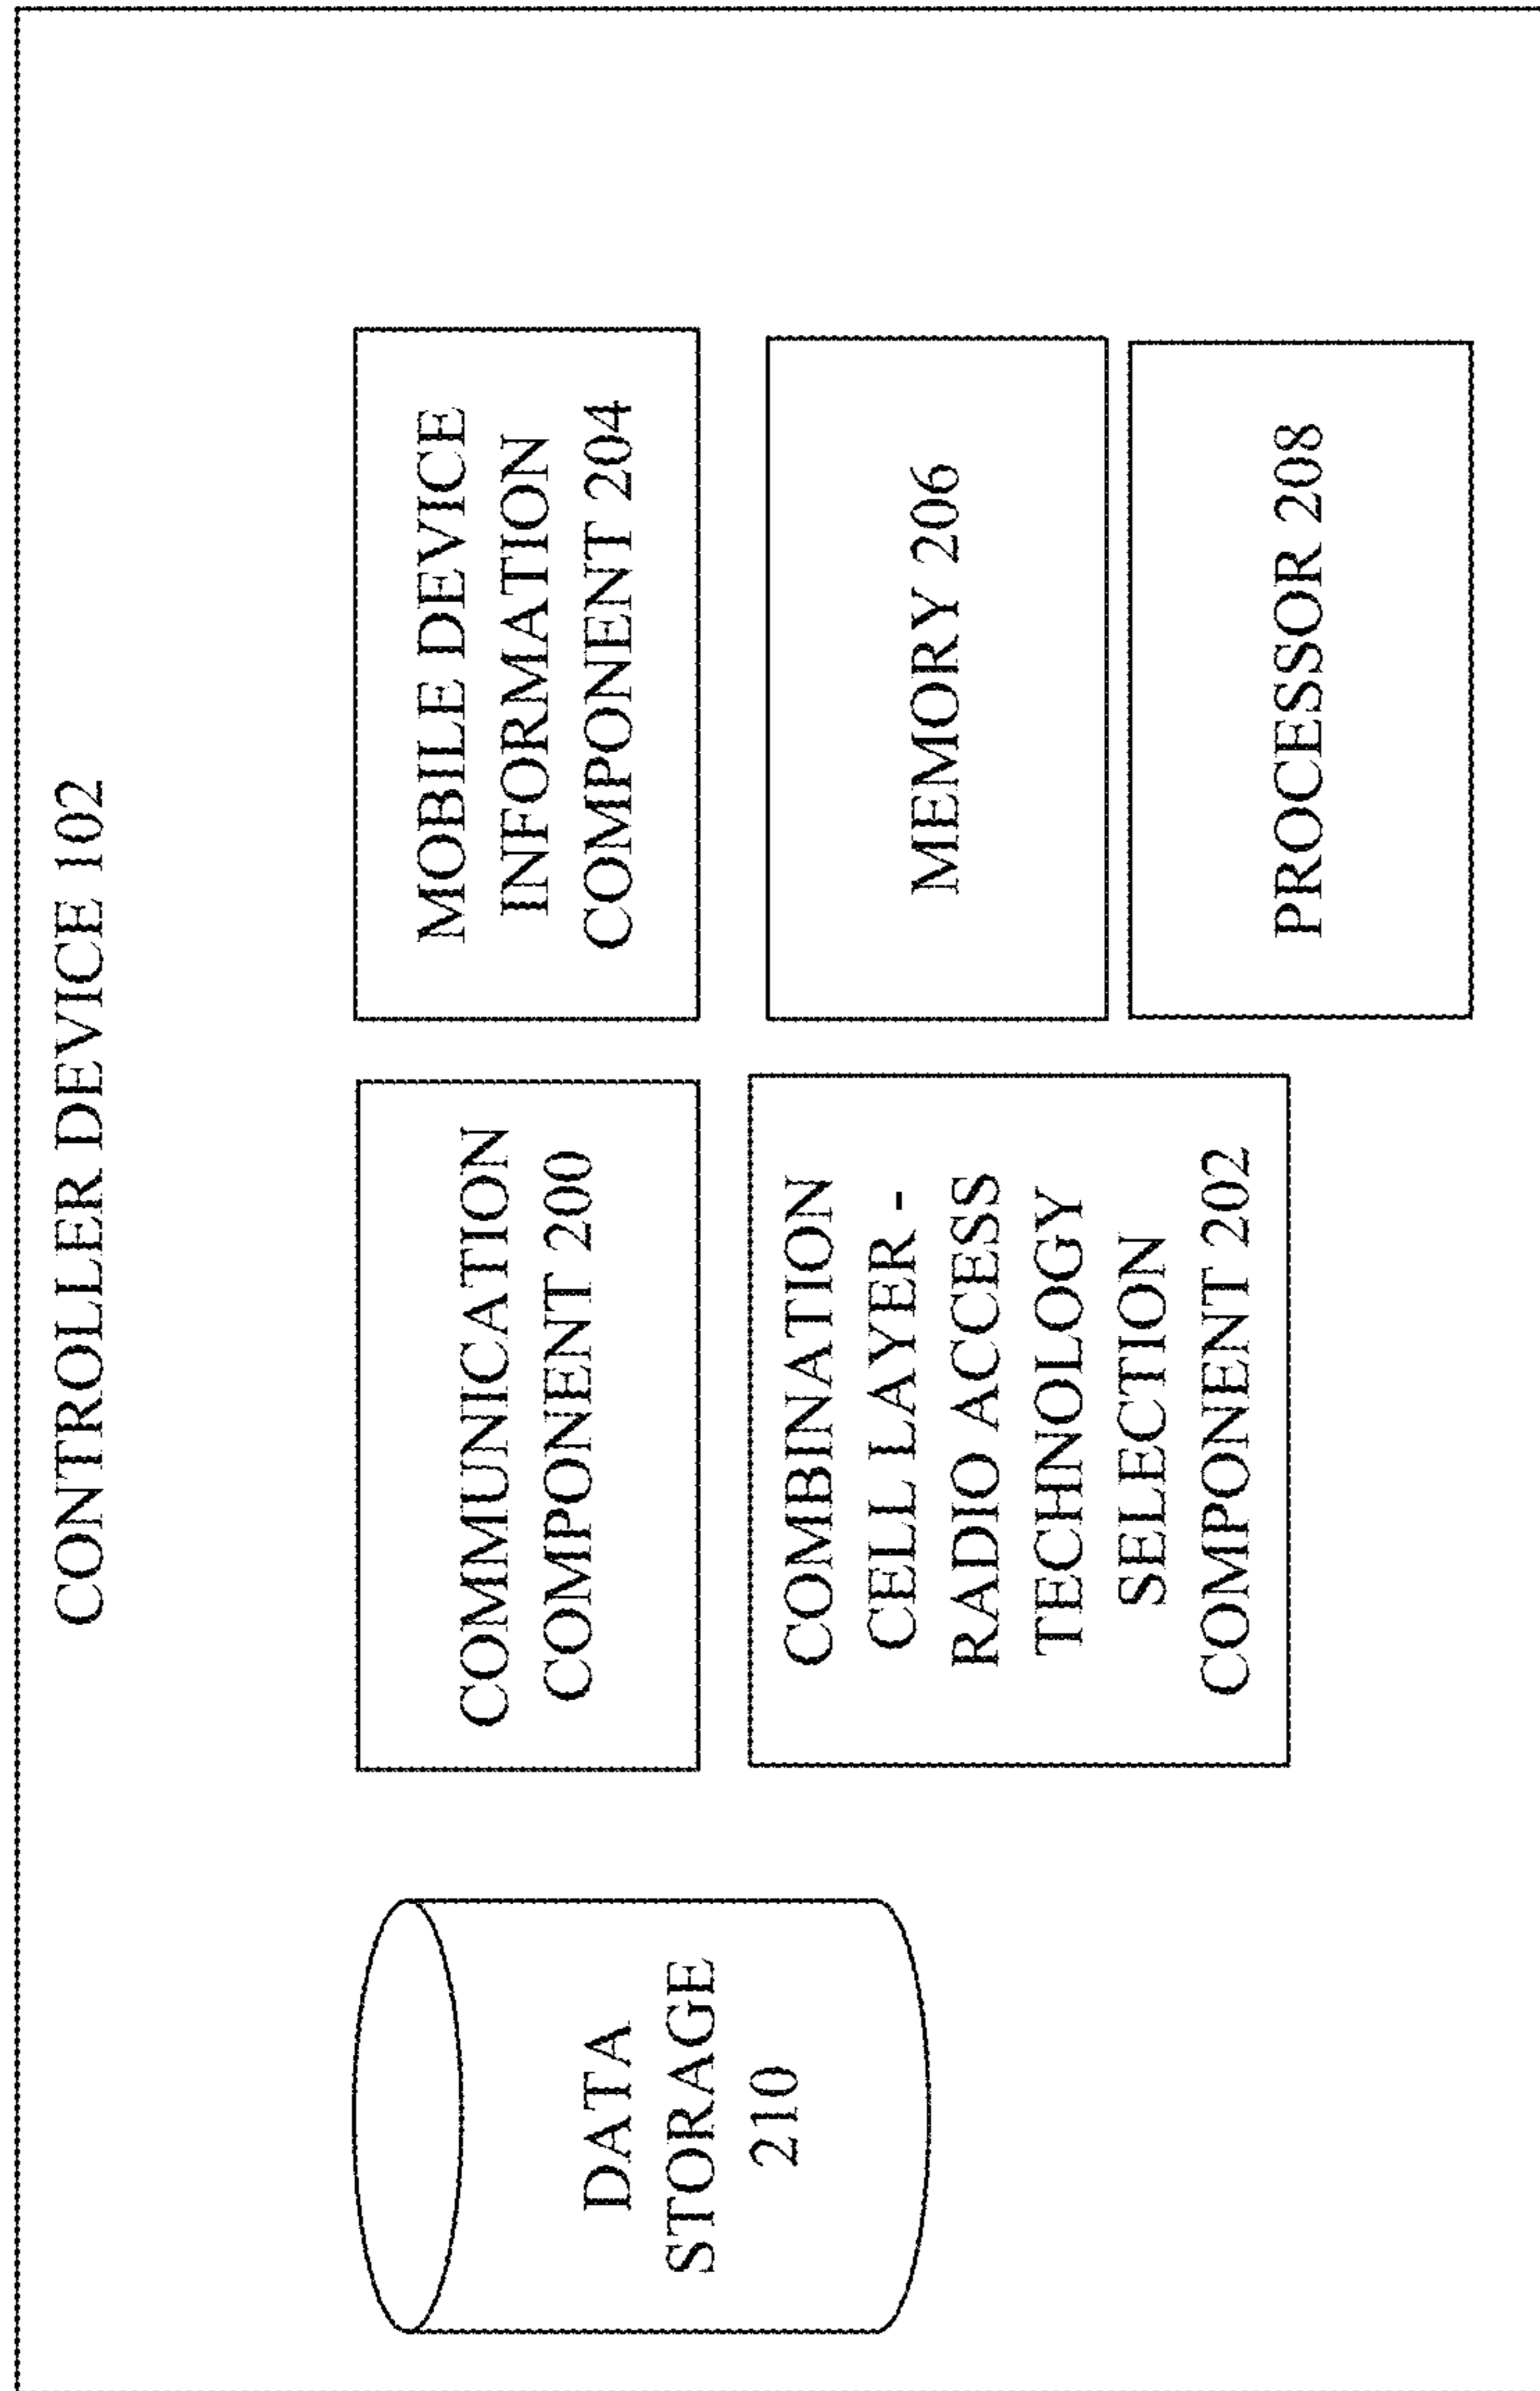 CONTROLLER DEVICE 102
DATA
STORAGE
210
COMMUNICATION
COMPONENT 200
COMBINATION
CELL LAYER -
RADIO ACCESS
TECHNOLOGY
SELECTION
COMPONENT 202
MOBILE DEVICE
INFORMATION
COMPONENT 204
MEMORY 206
PROCESSOR 208